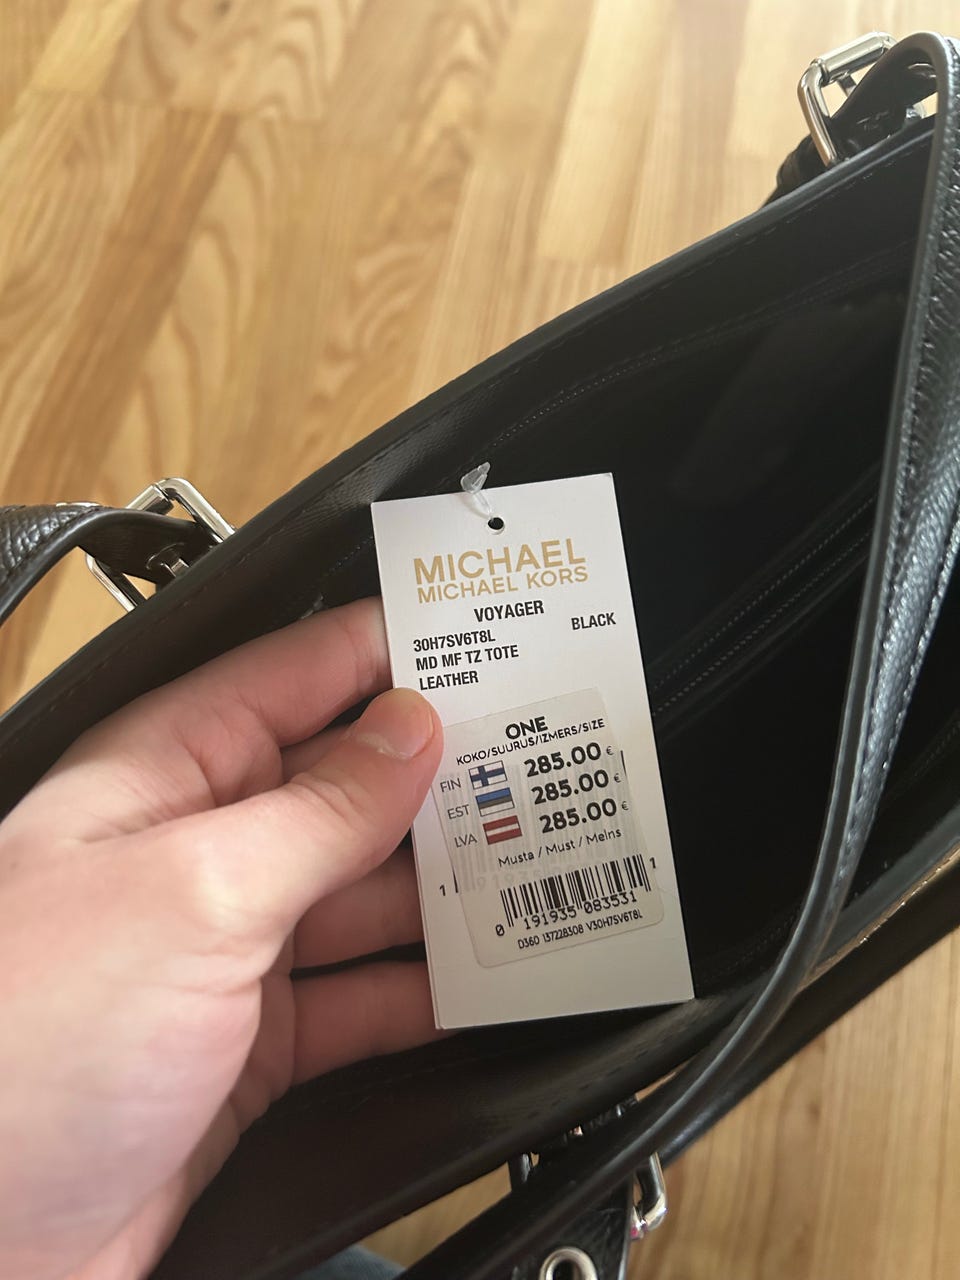 MICHAEL
MICHAEL KORS
VOYAGER
30H7SV6T8L BLACK
MD MF TZ TOTE
LEATHER
ONE
KOKO/SUURUS/IZMERS/SIZE
FIN 285.00 €
EST 285.00 €
LVA 285.00 €
Musta / Must / Melns
1 1
0 191935 083531
D360 137228308 V30H7SV6T8L